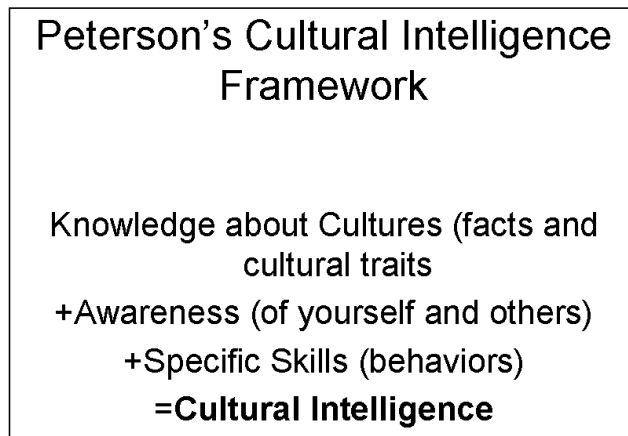 Peterson's Cultural Intelligence
Framework
Knowledge about Cultures (facts and
cultural traits
+Awareness (of yourself and others)
+Specific Skills (behaviors)
=Cultural Intelligence